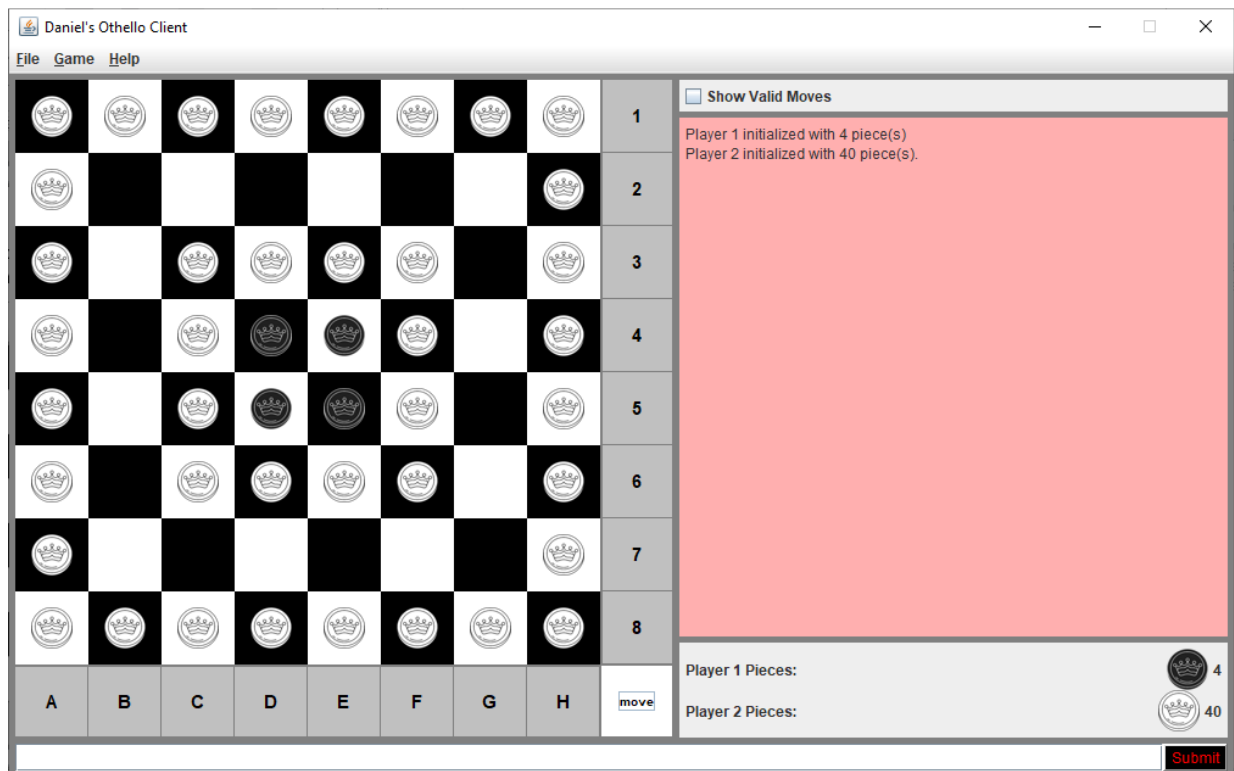 Daniel's Othello Client
File Game Help
1
2
3
4
5
6
7
8
A B C D E F G H move
Show Valid Moves
Player 1 initialized with 4 piece(s)
Player 2 initialized with 40 piece(s).
Player 1 Pieces: 4
Player 2 Pieces: 40
Submit